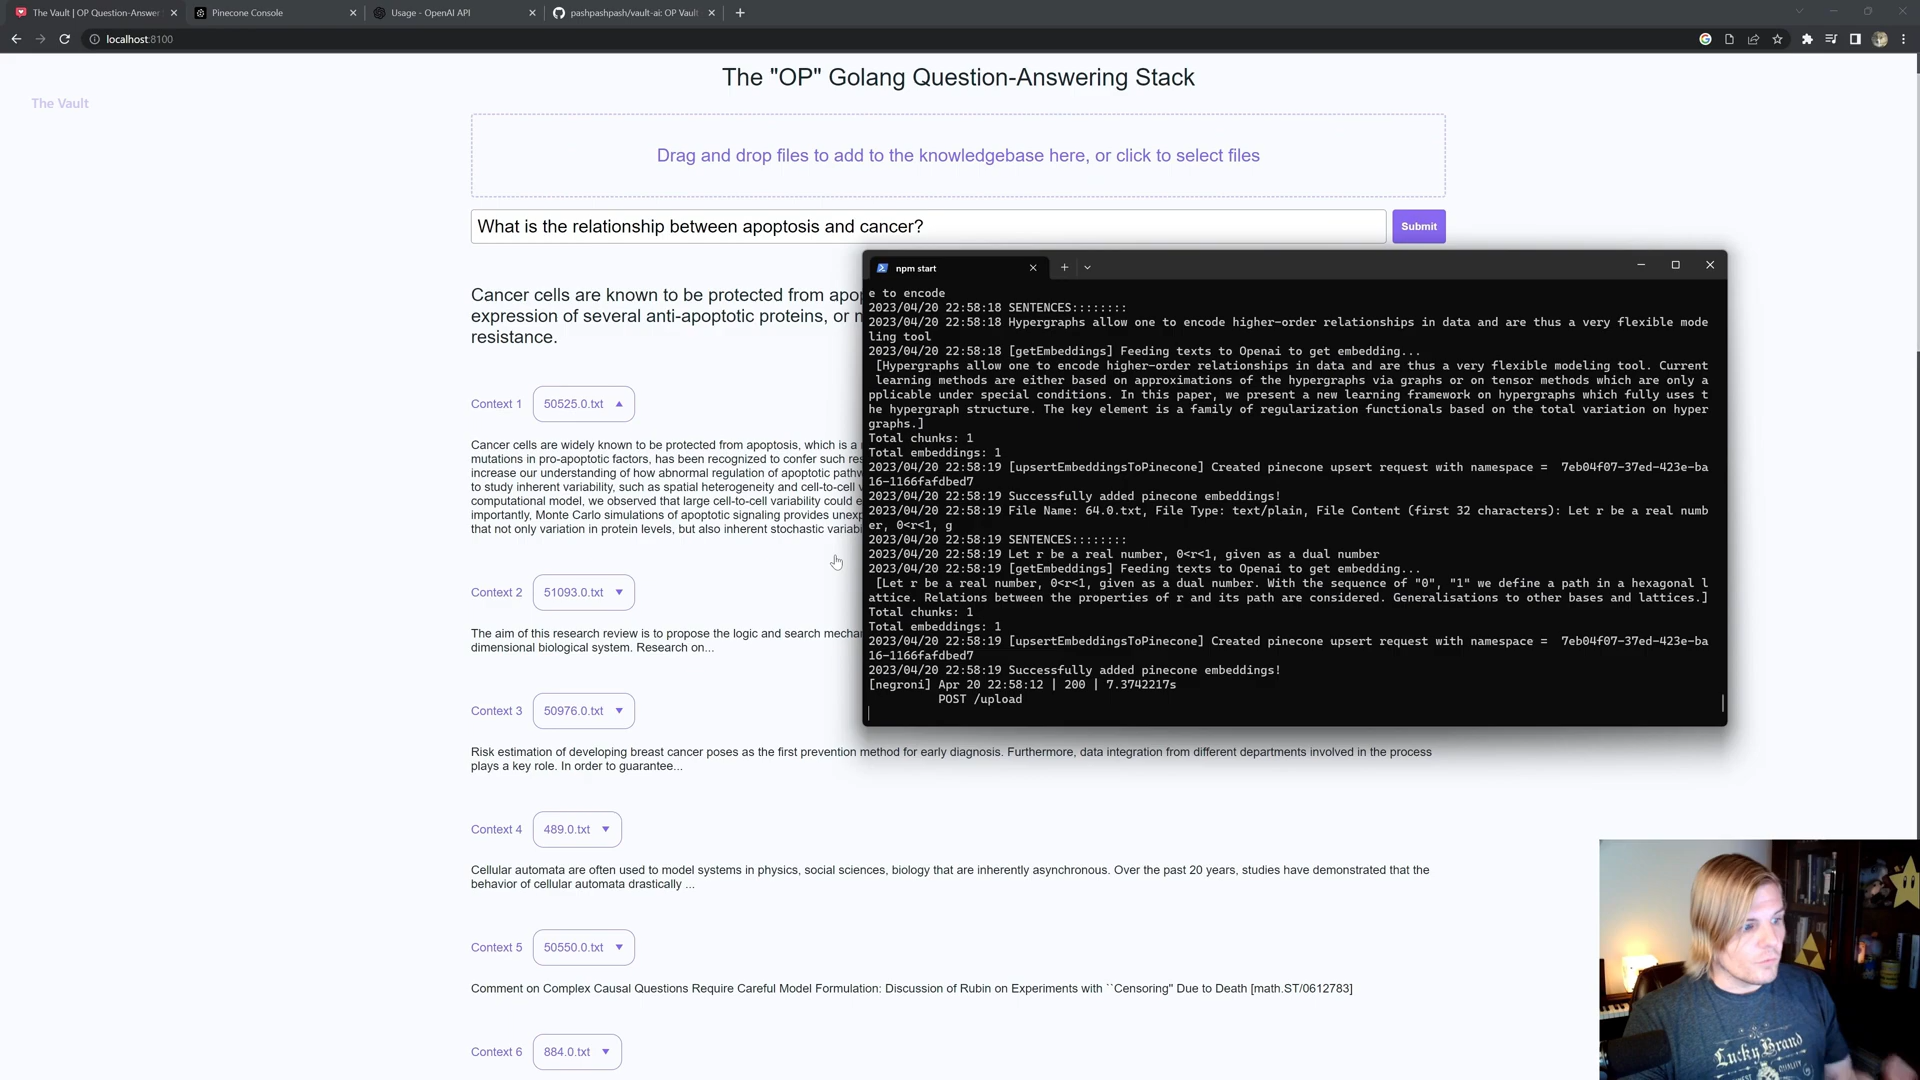 The Vault | OP Question-Answer
Pinecone Console
Usage - OpenAI API
pashpashpash/vault-ai: OP Vault
localhost:8100
The "OP" Golang Question-Answering Stack
The Vault
Drag and drop files to add to the knowledgebase here, or click to select files
What is the relationship between apoptosis and cancer?
Submit
Cancer cells are known to be protected from
expression of several anti-apoptotic proteins, or
resistance.
Context 1
50525.0.txt
Cancer cells are widely known to be protected from apoptosis, which is a
mutations in pro-apoptotic factors, has been recognized to confer such
increase our understanding of how abnormal regulation of apoptotic
to study inherent variability, such as spatial heterogeneity and cell-to-cell
computational model, we observed that large cell-to-cell variability could
importantly, Monte Carlo simulations of apoptotic signaling provides
that not only variation in protein levels, but also inherent stochastic
Context 2
51093.0.txt
The aim of this research review is to propose the logic and search
dimensional biological system. Research on...
Context 3
50976.0.txt
Risk estimation of developing breast cancer poses as the first prevention method for early diagnosis. Furthermore, data integration from different departments involved in the process
plays a key role. In order to guarantee...
Context 4
489.0.txt
Cellular automata are often used to model systems in physics, social sciences, biology that are inherently asynchronous. Over the past 20 years, studies have demonstrated that the
behavior of cellular automata drastically ...
Context 5
50550.0.txt
Comment on Complex Causal Questions Require Careful Model Formulation: Discussion of Rubin on Experiments with ``Censoring'' Due to Death [math.ST/0612783]
Context 6
884.0.txt
npm start
e to encode
2023/04/20 22:58:18 SENTENCES::::::::
2023/04/20 22:58:18 Hypergraphs allow one to encode higher-order relationships in data and are thus a very flexible mode
ling tool
2023/04/20 22:58:18 [getEmbeddings] Feeding texts to Openai to get embedding...
[Hypergraphs allow one to encode higher-order relationships in data and are thus a very flexible modeling tool. Current
learning methods are either based on approximations of the hypergraphs via graphs or on tensor methods which are only a
pplicable under special conditions. In this paper, we present a new learning framework on hypergraphs which fully uses t
he hypergraph structure. The key element is a family of regularization functionals based on the total variation on hyper
graphs.]
Total chunks: 1
Total embeddings: 1
2023/04/20 22:58:19 [upsertEmbeddingsToPinecone] Created pinecone upsert request with namespace =  7eb04f07-37ed-423e-ba
16-1166fafdbed7
2023/04/20 22:58:19 Successfully added pinecone embeddings!
2023/04/20 22:58:19 File Name: 64.0.txt, File Type: text/plain, File Content (first 32 characters): Let r be a real numb
er, 0<r<1, g
2023/04/20 22:58:19 SENTENCES::::::::
2023/04/20 22:58:19 Let r be a real number, 0<r<1, given as a dual number
2023/04/20 22:58:19 [getEmbeddings] Feeding texts to Openai to get embedding...
[Let r be a real number, 0<r<1, given as a dual number. With the sequence of "0", "1" we define a path in a hexagonal l
attice. Relations between the properties of r and its path are considered. Generalisations to other bases and lattices.]
Total chunks: 1
Total embeddings: 1
2023/04/20 22:58:19 [upsertEmbeddingsToPinecone] Created pinecone upsert request with namespace =  7eb04f07-37ed-423e-ba
16-1166fafdbed7
2023/04/20 22:58:19 Successfully added pinecone embeddings!
[negroni] Apr 20 22:58:12 | 200 | 7.3742217s
POST /upload
Lucky Brand